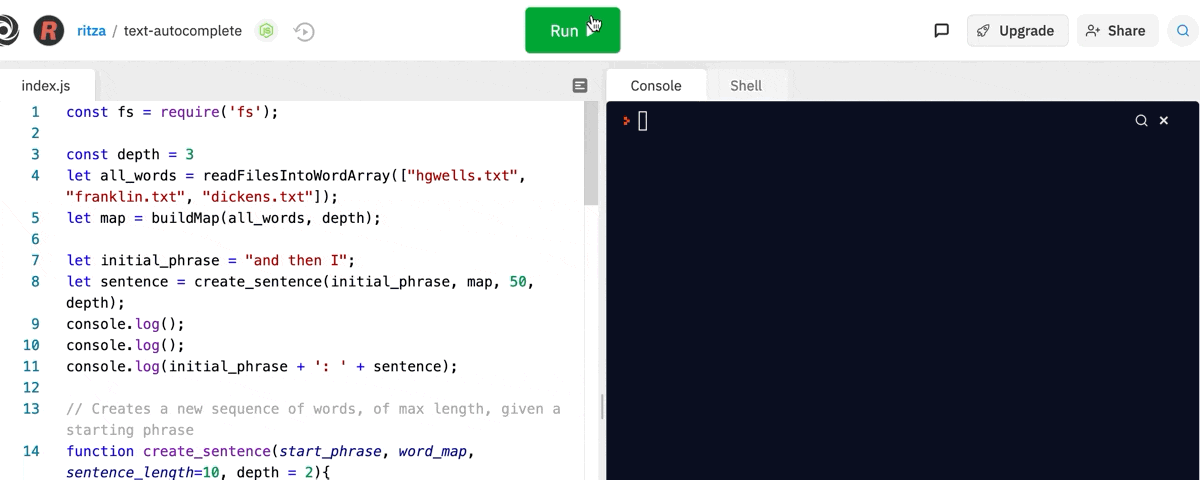 R ritza / text-autocomplete Run Upgrade Share
index.js Console Shell
1 const fs = require('fs');
2
3 const depth = 3
4 let all_words = readFilesIntoWordArray(["hgwells.txt",
"franklin.txt", "dickens.txt"]);
5 let map = buildMap(all_words, depth);
6
7 let initial_phrase = "and then I";
8 let sentence = create_sentence(initial_phrase, map, 50,
depth);
9 console.log();
10 console.log();
11 console.log(initial_phrase + ': ' + sentence);
12
13 // Creates a new sequence of words, of max length, given a
starting phrase
14 function create_sentence(start_phrase, word_map,
sentence_length=10, depth = 2){